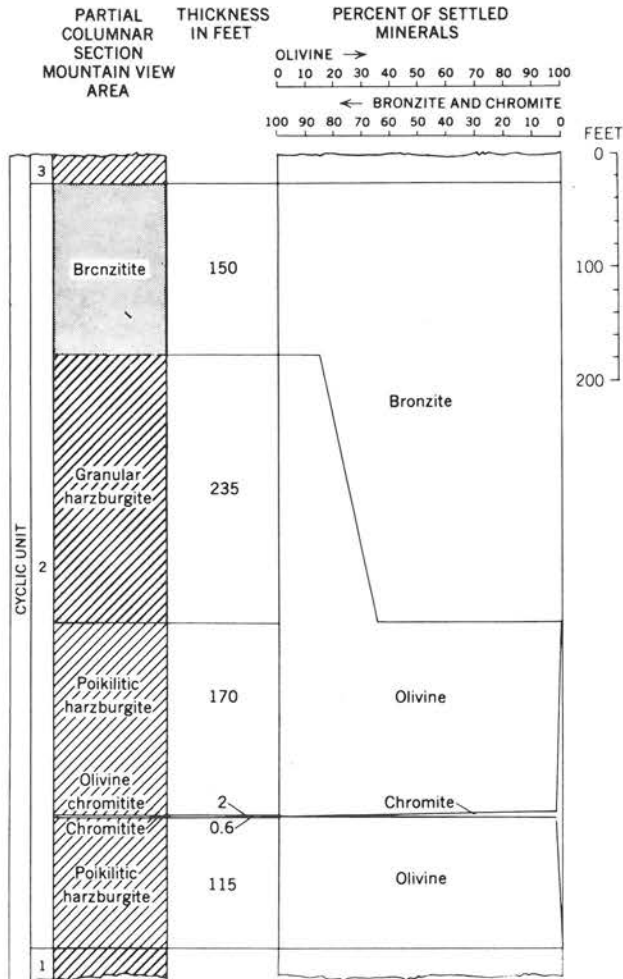 PARTIAL
COLUMNAR
SECTION
MOUNTAIN VIEW
AREA
THICKNESS
IN FEET
PERCENT OF SETTLED
MINERALS
OLIVINE →
0 10 20 30 40 50 60 70 80 90 100
← BRONZITE AND CHROMITE
100 90 80 70 60 50 40 30 20 10 0
FEET
0
100
200
CYCLIC UNIT
3
2
1
Brcnzitite
150
Bronzite
Granular
harzburgite
235
Poikilitic
harzburgite
170
Olivine
Olivine
chromitite
2
Chromite
Chromitite
0.6
Poikilitic
harzburgite
115
Olivine